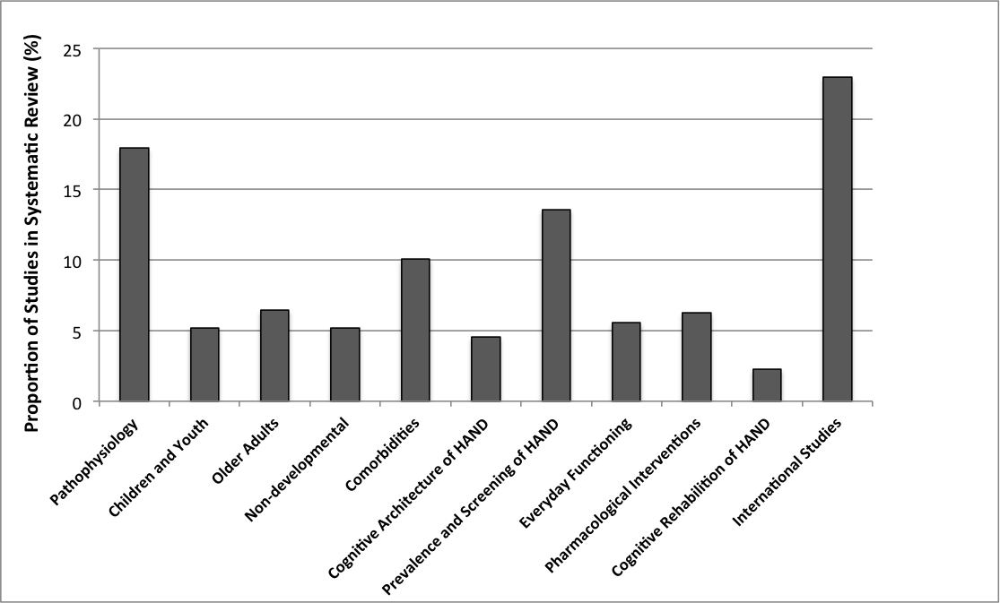 Proportion of Studies in Systematic Review (%)
25
20
15
10
5
0
Pathophysiology
Children and Youth
Older Adults
Non-developmental
Comorbidities
Cognitive Architecture of HAND
Prevalence and Screening of HAND
Everyday Functioning
Pharmacological Interventions
Cognitive Rehabilition of HAND
International Studies